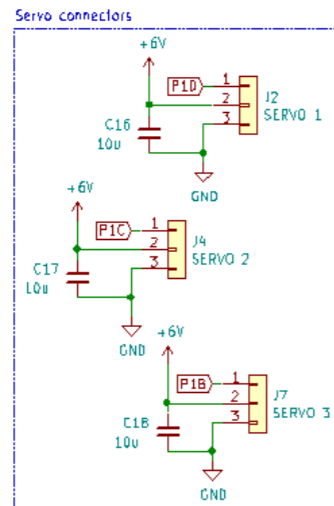 Servo connectors
+6V
P1D
1
2
3
J2
SERVO 1
C16
10u
GND
+6V
P1C
1
2
3
J4
SERVO 2
C17
10u
GND
+6V
P1B
1
2
3
J7
SERVO 3
C18
10u
GND